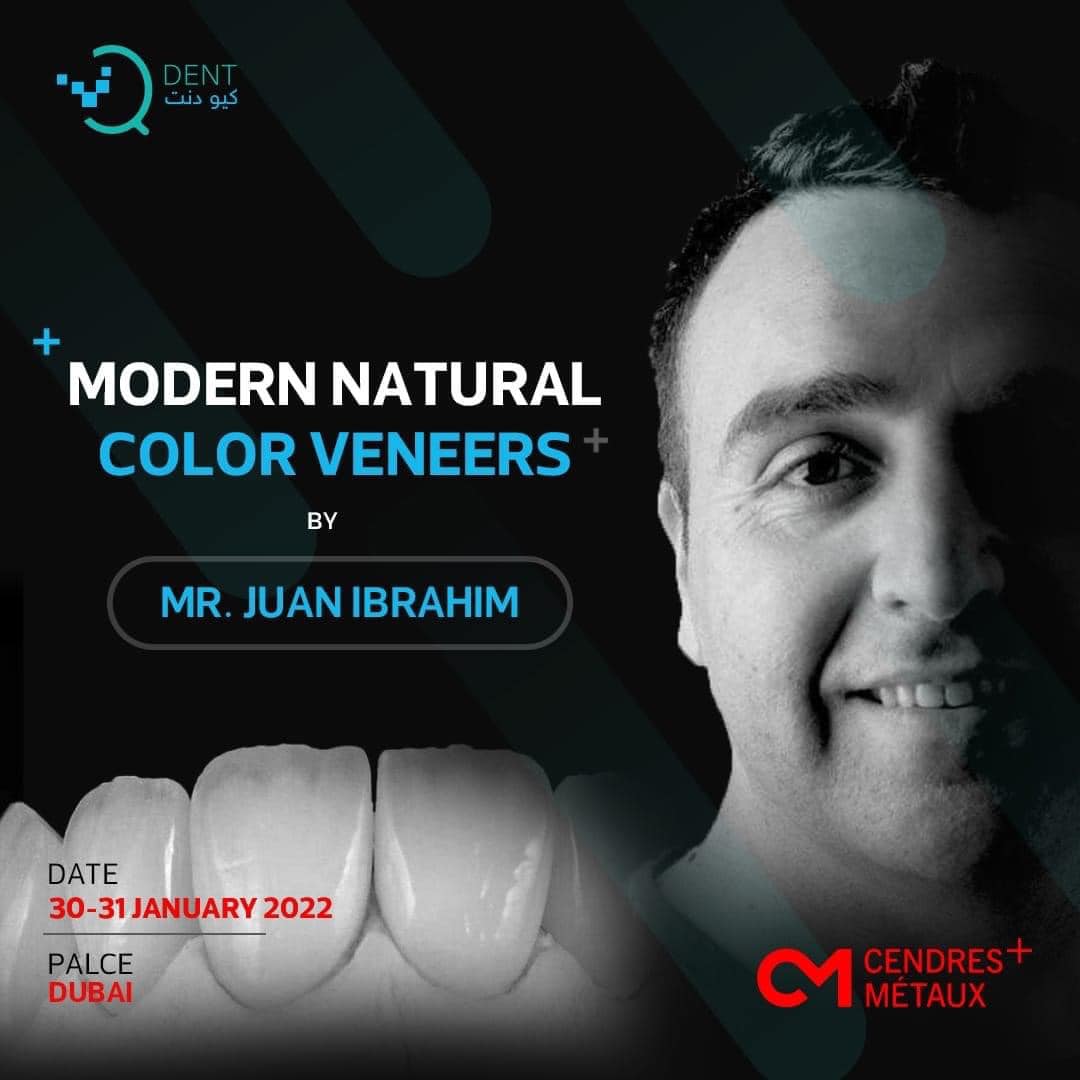 DENT
كيو دنت
MODERN NATURAL
COLOR VENEERS
BY
MR. JUAN IBRAHIM
DATE
30-31 JANUARY 2022
PALCE
DUBAI
CM CENDRES+
MÉTAUX